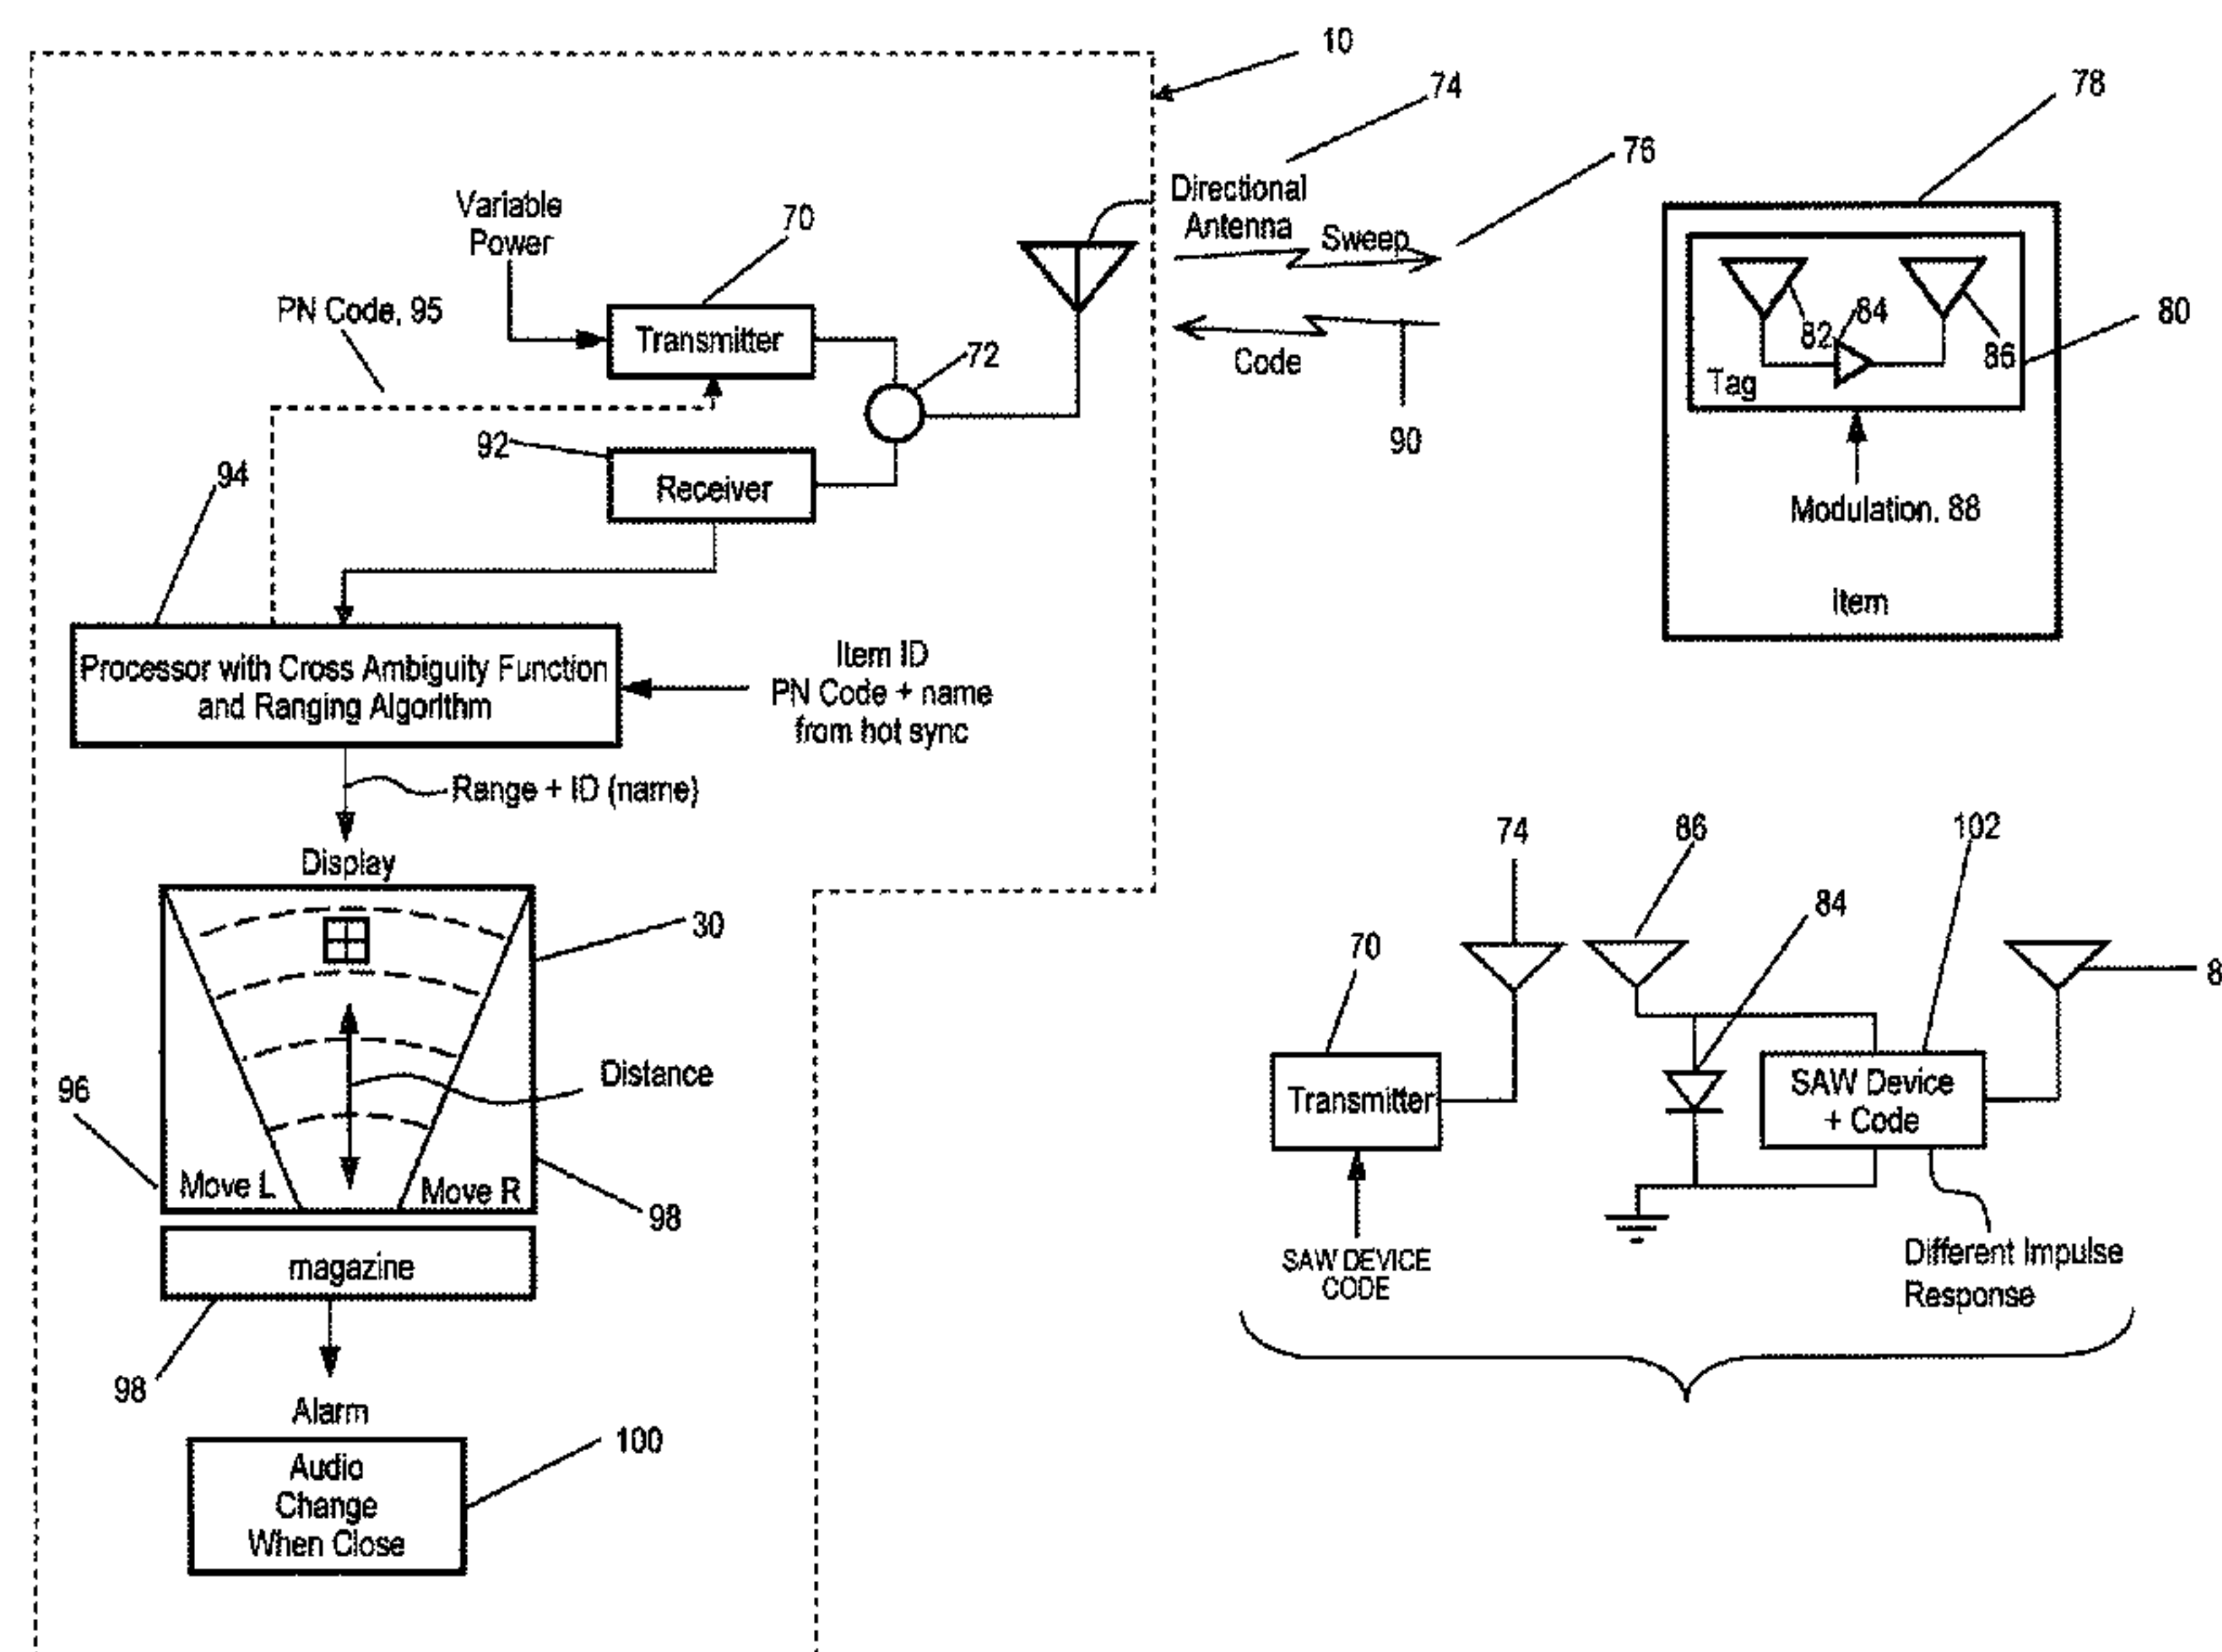 10
74
78
76
Directional
Antenna
Variable
Power
70
Sweep
PN Code, 95
Transmitter
82
84
86
80
Tag
72
Code
92
90
94
Receiver
Modulation, 88
Item
Processor with Cross Ambiguity Function
and Ranging Algorithm
Item ID
PN Code + name
from hot sync
Range + ID (name)
Display
30
Distance
96
Move L
Move R
98
magazine
98
Alarm
100
Audio
Change
When Close
74
86
102
84
70
8
Transmitter
SAW Device
+ Code
SAW DEVICE
CODE
Different Impulse
Response